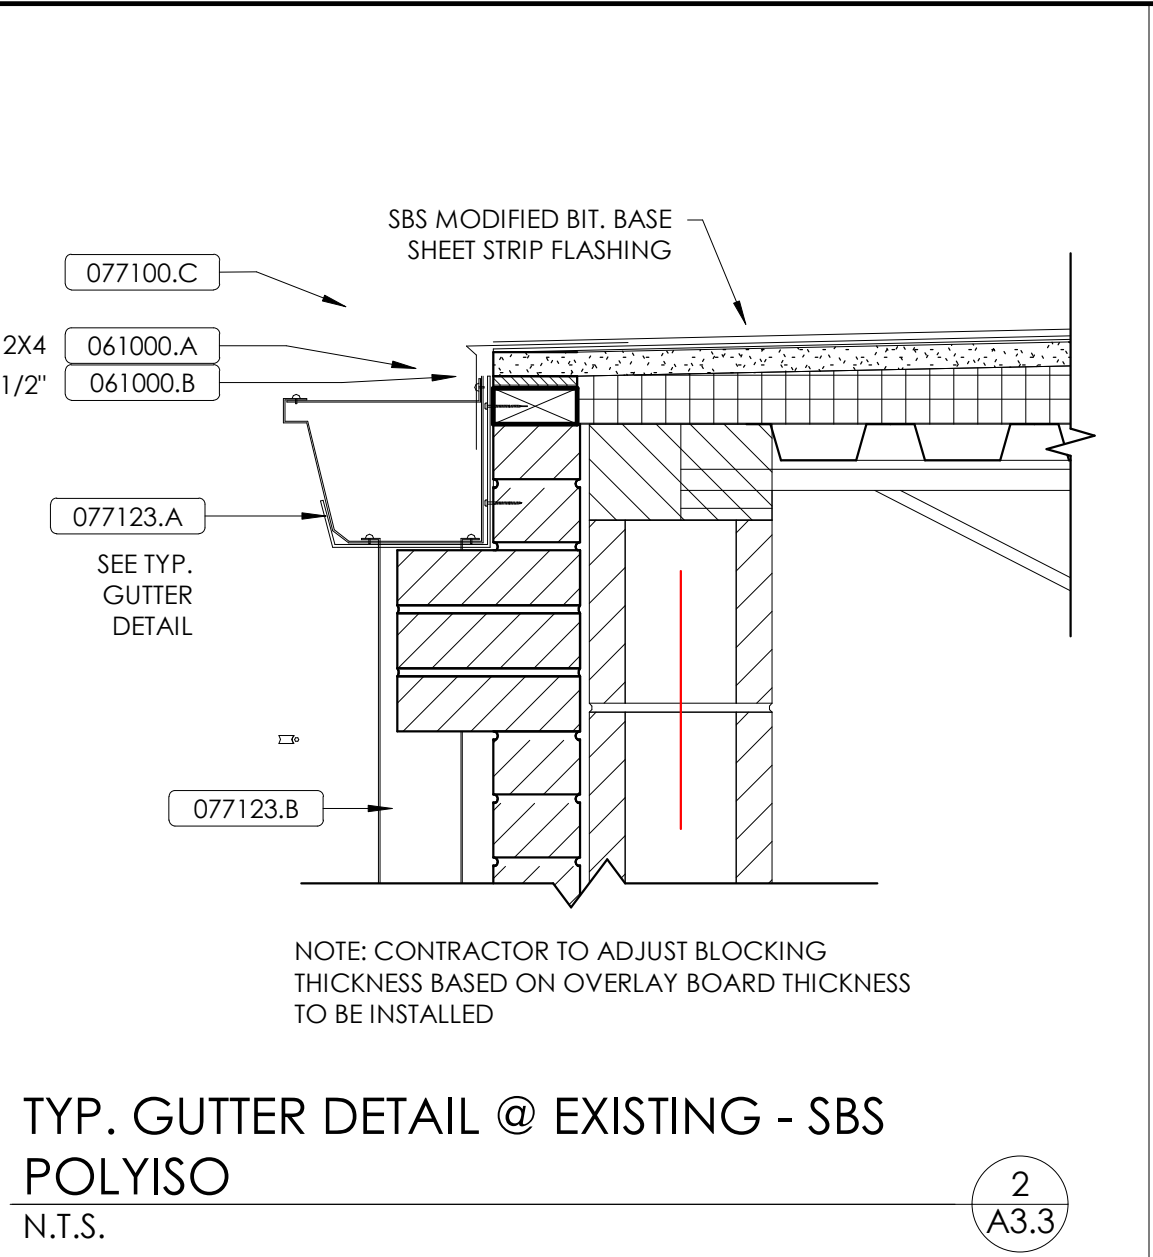 SBS MODIFIED BIT. BASE
SHEET STRIP FLASHING
077100.C
2X4 061000.A
1/2" 061000.B
077123.A
SEE TYP.
GUTTER
DETAIL
077123.B
NOTE: CONTRACTOR TO ADJUST BLOCKING
THICKNESS BASED ON OVERLAY BOARD THICKNESS
TO BE INSTALLED
TYP. GUTTER DETAIL @ EXISTING - SBS
POLYISO
N.T.S.
2
A3.3